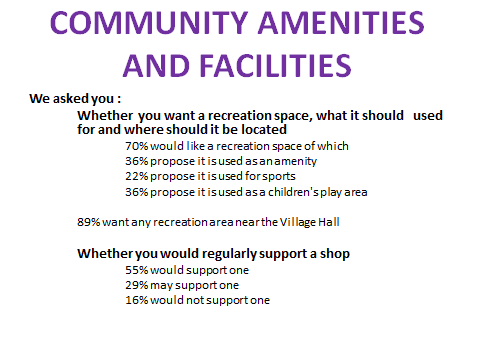 COMMUNITY AMENITIES
AND FACILITIES
We asked you :
Whether you want a recreation space, what it should used
for and where should it be located
70% would like a recreation space of which
36% propose it is used as an amenity
22% propose it is used for sports
36% propose it is used as a children's play area
89% want any recreation area near the Village Hall
Whether you would regularly support a shop
55% would support one
29% may support one
16% would not support one